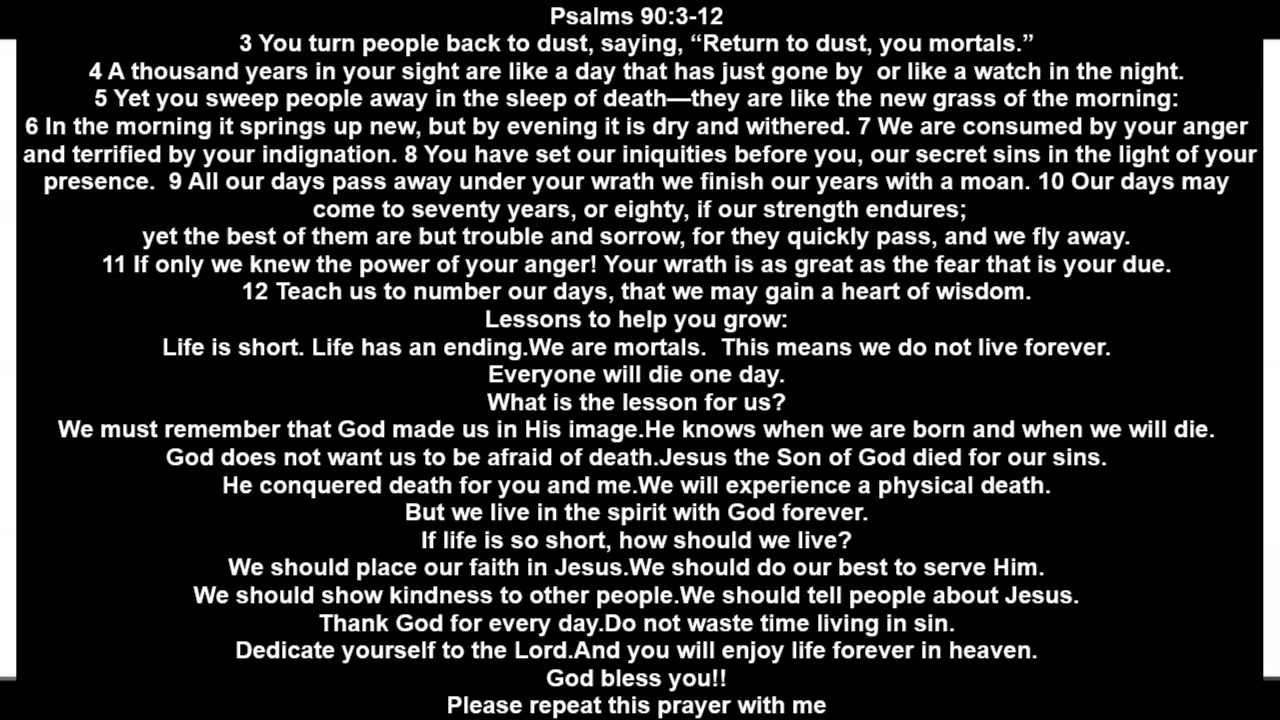 Psalms 90:3-12
3 You turn people back to dust, saying, “Return to dust, you mortals.”
4 A thousand years in your sight are like a day that has just gone by  or like a watch in the night.
5 Yet you sweep people away in the sleep of death—they are like the new grass of the morning:
6 In the morning it springs up new, but by evening it is dry and withered. 7 We are consumed by your anger
and terrified by your indignation. 8 You have set our iniquities before you, our secret sins in the light of your
presence.  9 All our days pass away under your wrath we finish our years with a moan. 10 Our days may
come to seventy years, or eighty, if our strength endures;
yet the best of them are but trouble and sorrow, for they quickly pass, and we fly away.
11 If only we knew the power of your anger! Your wrath is as great as the fear that is your due.
12 Teach us to number our days, that we may gain a heart of wisdom.
Lessons to help you grow:
Life is short. Life has an ending.We are mortals.  This means we do not live forever.
Everyone will die one day.
What is the lesson for us?
We must remember that God made us in His image.He knows when we are born and when we will die.
God does not want us to be afraid of death.Jesus the Son of God died for our sins.
He conquered death for you and me.We will experience a physical death.
But we live in the spirit with God forever.
If life is so short, how should we live?
We should place our faith in Jesus.We should do our best to serve Him.
We should show kindness to other people.We should tell people about Jesus.
Thank God for every day.Do not waste time living in sin.
Dedicate yourself to the Lord.And you will enjoy life forever in heaven.
God bless you!!
Please repeat this prayer with me